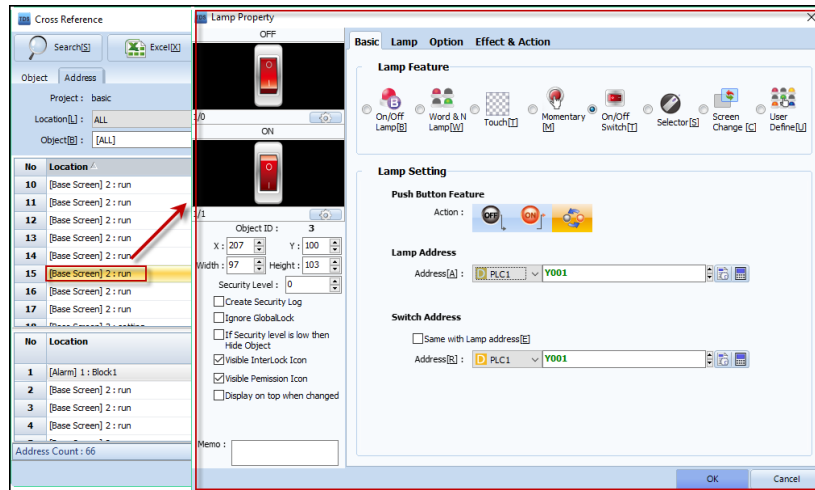 Cross Reference
Search[S] Excel[X]
Object Address
Project : basic
Location[L] : ALL
Object[B] : [ALL]
No Location
10 [Base Screen] 2 : run
11 [Base Screen] 2 : run
12 [Base Screen] 2 : run
13 [Base Screen] 2 : run
14 [Base Screen] 2 : run
15 [Base Screen] 2 : run
16 [Base Screen] 2 : run
17 [Base Screen] 2 : run
No Location
1 [Alarm] 1 : Block1
2 [Base Screen] 2 : run
3 [Base Screen] 2 : run
4 [Base Screen] 2 : run
Address Count : 66
Lamp Property
OFF
1/0
ON
1/1
Object ID : 3
X : 207 Y : 100
Width : 97 Height : 103
Security Level : 0
Create Security Log
Ignore GlobalLock
If Security level is low then
Hide Object
Visible InterLock Icon
Visible Pemission Icon
Display on top when changed
Memo :
Basic Lamp Option Effect & Action
Lamp Feature
On/Off
Lamp[B]
Word & N
Lamp[W]
Touch[T]
Momentary
[M]
On/Off
Switch[T]
Selector[S]
Screen
Change [C]
User
Define[U]
Lamp Setting
Push Button Feature
Action : OFF ON
Lamp Address
Address[A] : D PLC1 Y001
Switch Address
Same with Lamp address[E]
Address[R] : D PLC1 Y001
OK Cancel